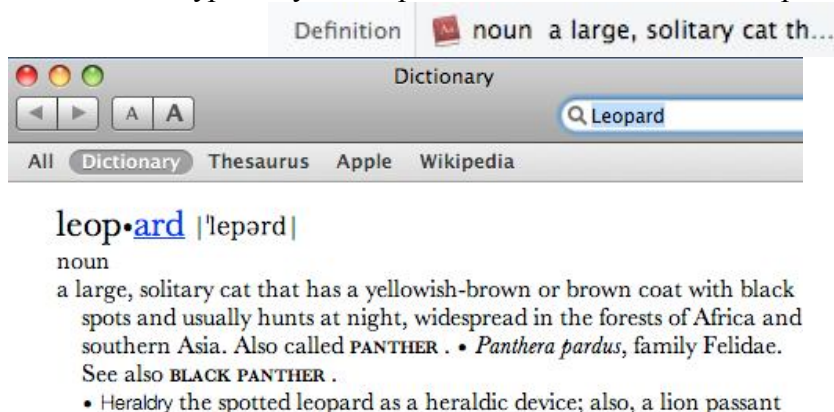 Definition noun a large, solitary cat th...
Dictionary
A A Leopard
All Dictionary Thesaurus Apple Wikipedia
leop•ard |'lepərd|
noun
a large, solitary cat that has a yellowish-brown or brown coat with black
spots and usually hunts at night, widespread in the forests of Africa and
southern Asia. Also called PANTHER . • Panthera pardus, family Felidae.
See also BLACK PANTHER .
• Heraldry the spotted leopard as a heraldic device; also, a lion passant